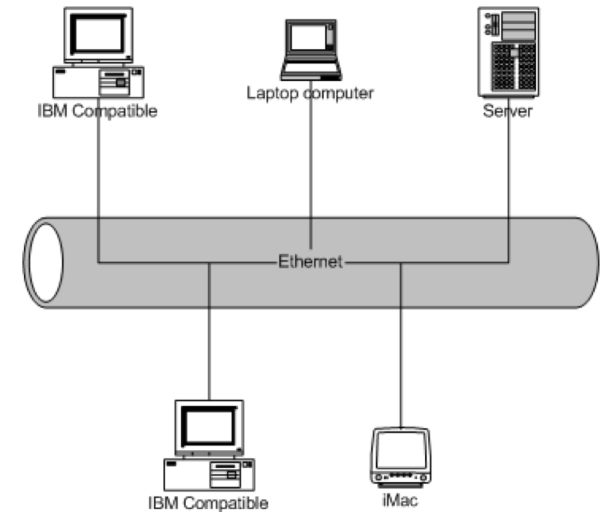 IBM Compatible
Laptop computer
Server
Ethernet
IBM Compatible
iMac